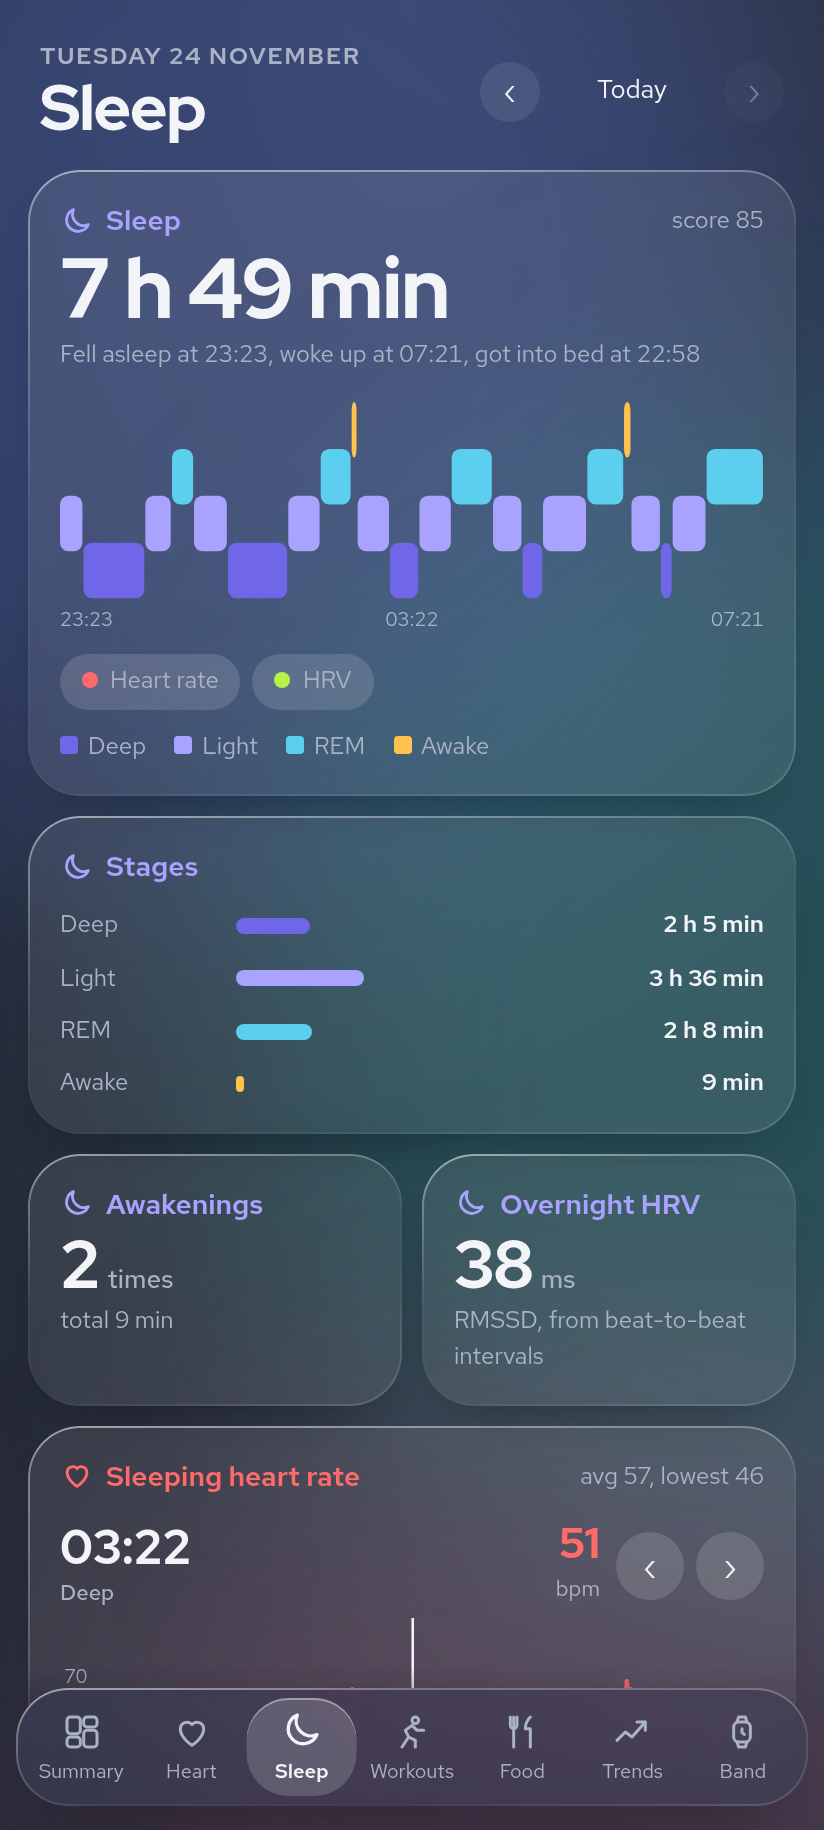 TUESDAY 24 NOVEMBER
Sleep
Today
Sleep
score 85
7 h 49 min
Fell asleep at 23:23, woke up at 07:21, got into bed at 22:58
23:23
03:22
07:21
Heart rate
HRV
Deep
Light
REM
Awake
Stages
Deep
2 h 5 min
Light
3 h 36 min
REM
2 h 8 min
Awake
9 min
Awakenings
2 times
total 9 min
Overnight HRV
38 ms
RMSSD, from beat-to-beat
intervals
Sleeping heart rate
avg 57, lowest 46
03:22
Deep
51
bpm
70
Summary
Heart
Sleep
Workouts
Food
Trends
Band